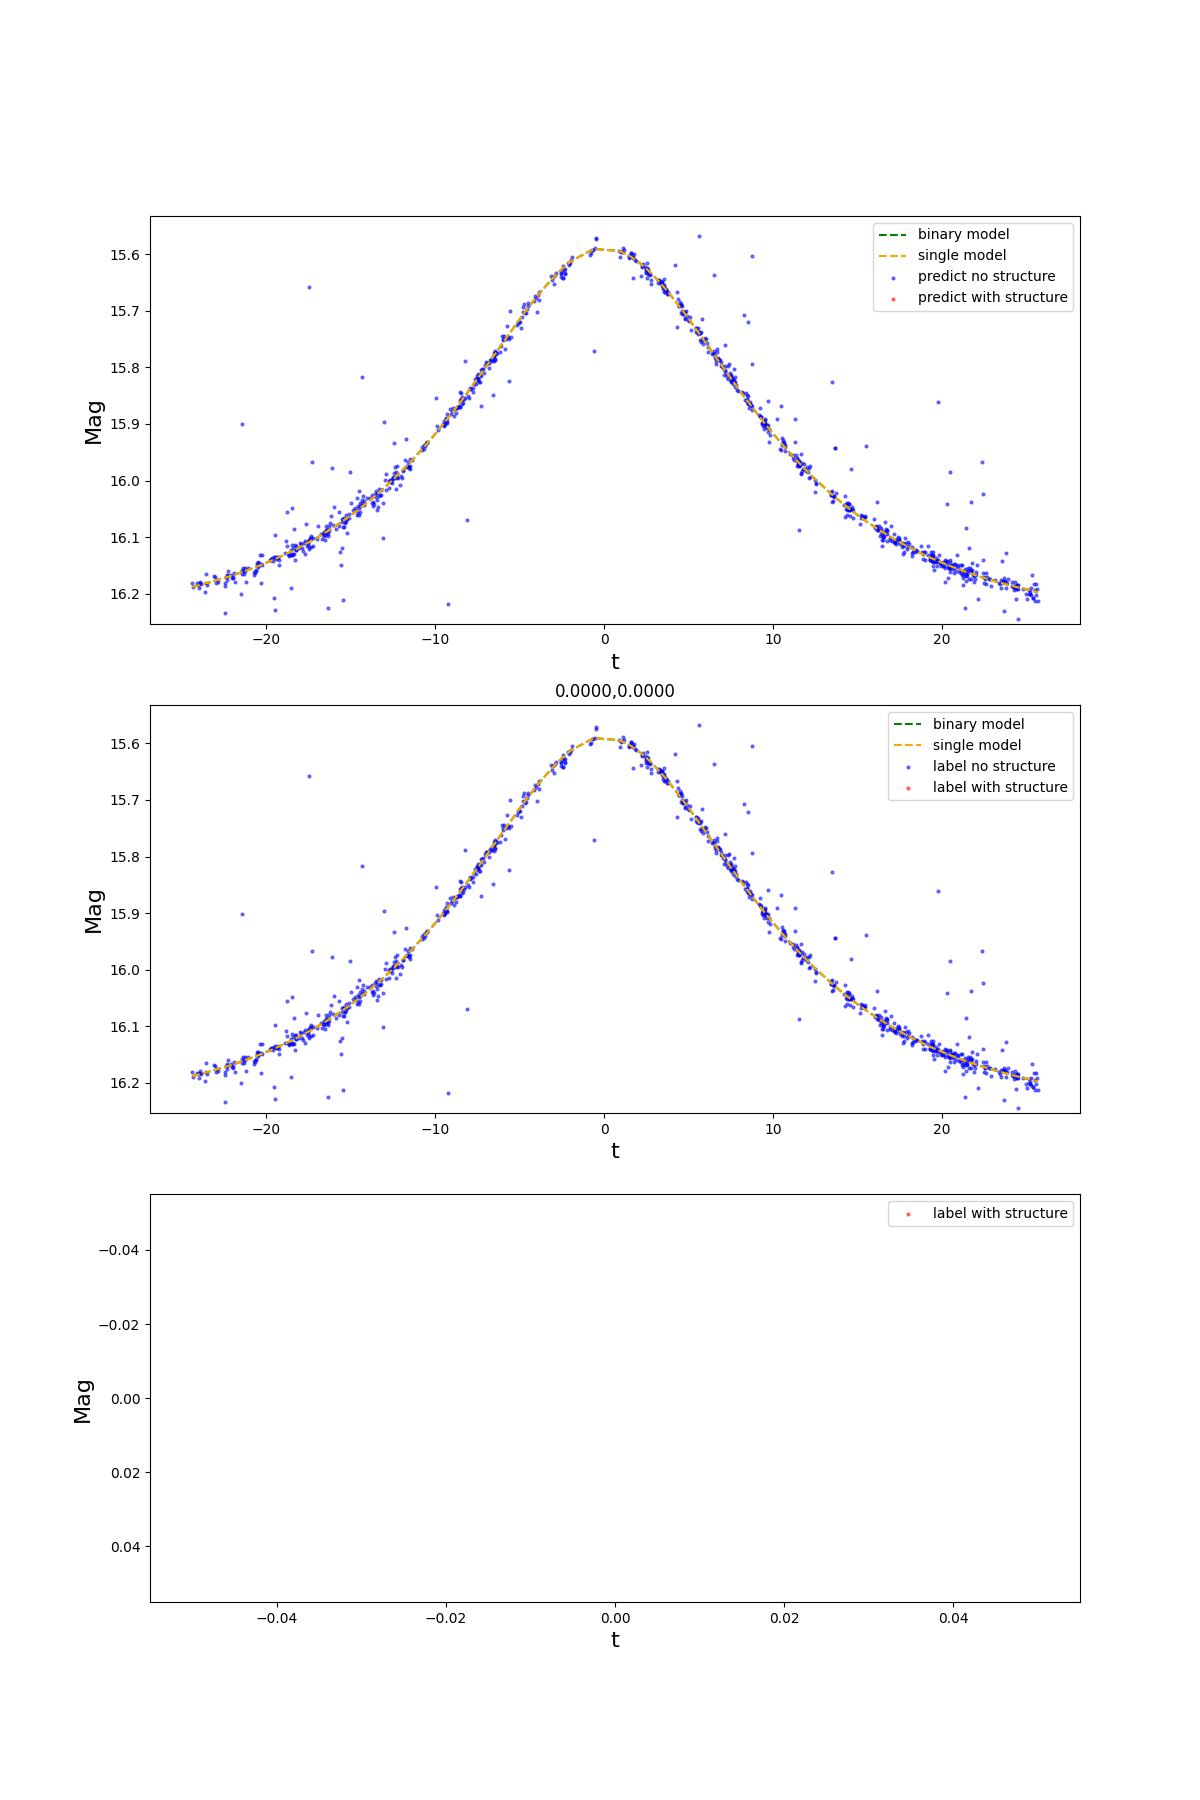 binary model
single model
predict no structure
predict with structure
15.6
15.7
15.8
15.9
16.0
16.1
16.2
Mag
−20
−10
0
10
20
t
0.0000,0.0000
binary model
single model
label no structure
label with structure
15.6
15.7
15.8
15.9
16.0
16.1
16.2
Mag
−20
−10
0
10
20
t
label with structure
−0.04
−0.02
0.00
0.02
0.04
Mag
−0.04
−0.02
0.00
0.02
0.04
t